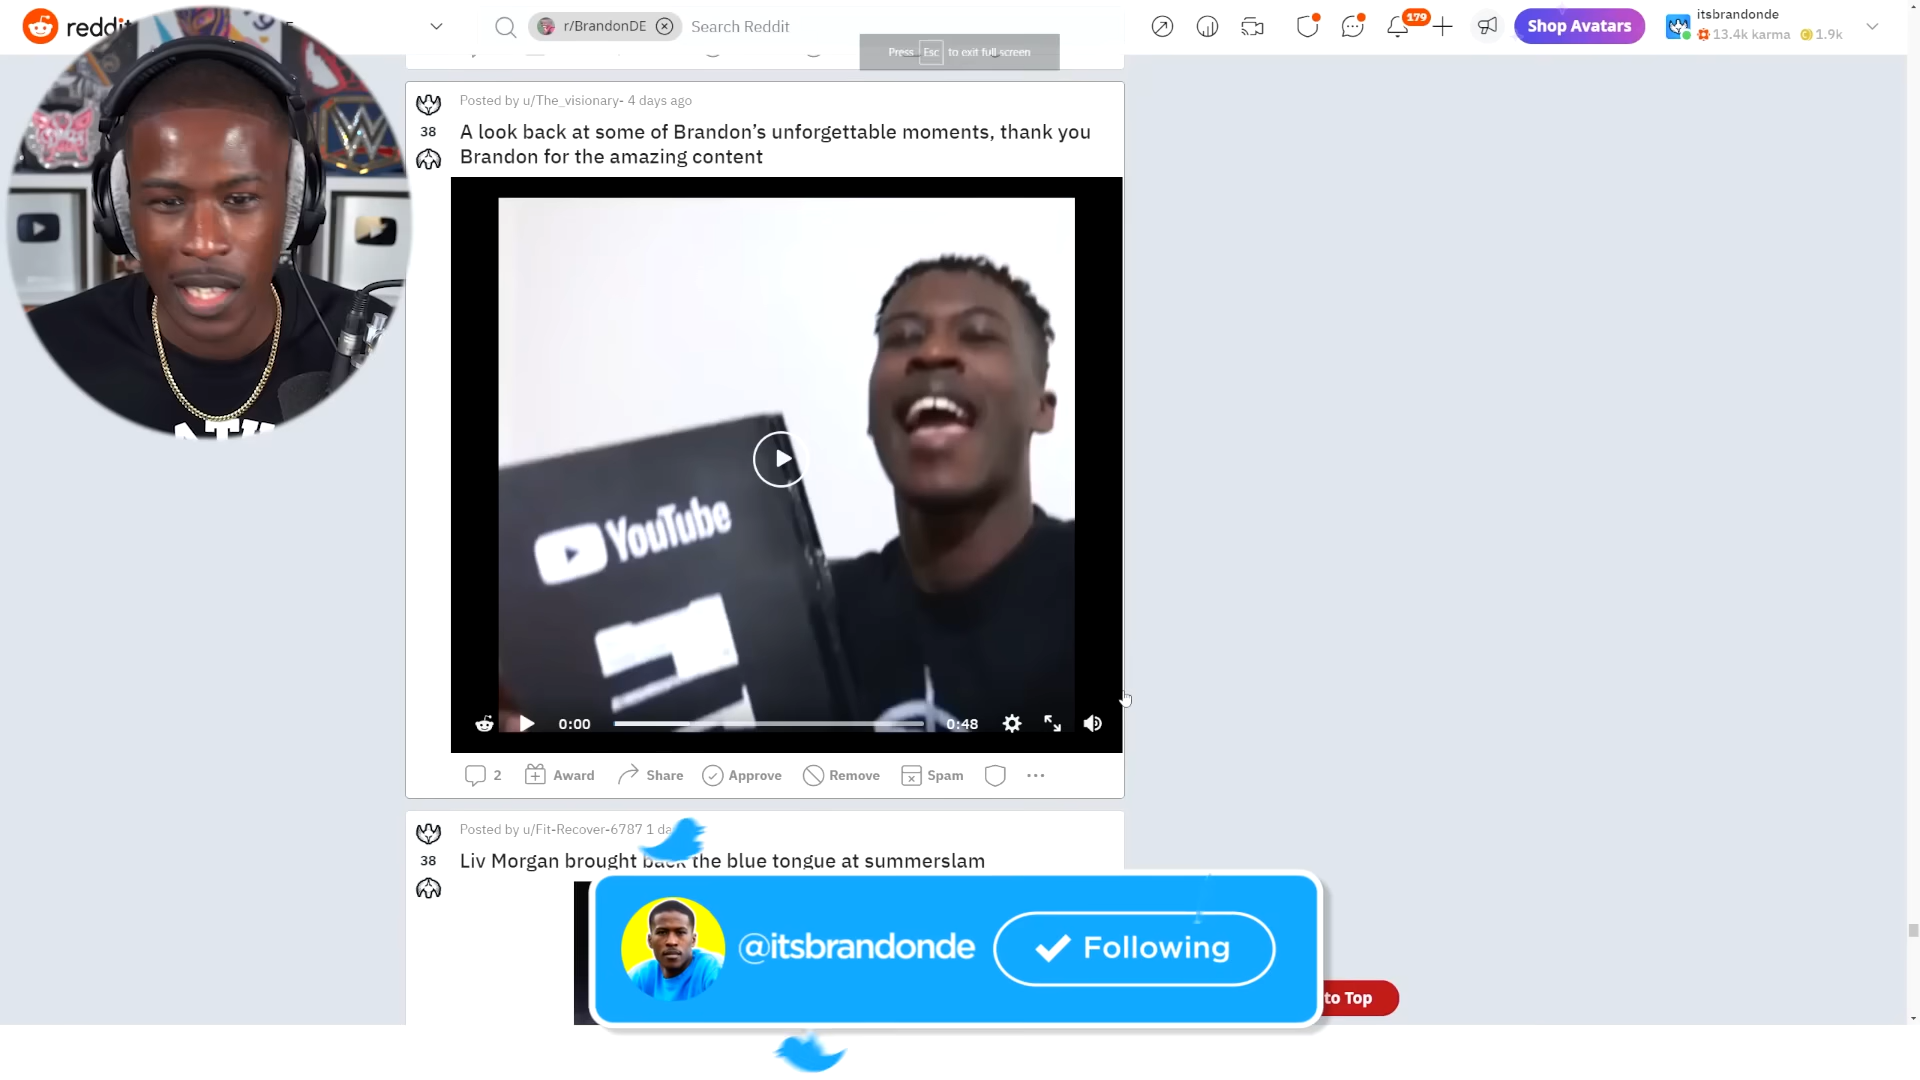 reddit
r/BrandonDE
Search Reddit
179
Shop Avatars
itsbrandonde
13.4k karma
1.9k
Press Esc to exit full screen
Posted by u/The_visionary- 4 days ago
38
A look back at some of Brandon’s unforgettable moments, thank you
Brandon for the amazing content
YouTube
0:00
0:48
2
Award
Share
Approve
Remove
Spam
Posted by u/Fit-Recover-6787 1
38
Liv Morgan brought back the blue tongue at summerslam
@itsbrandonde
Following
to Top